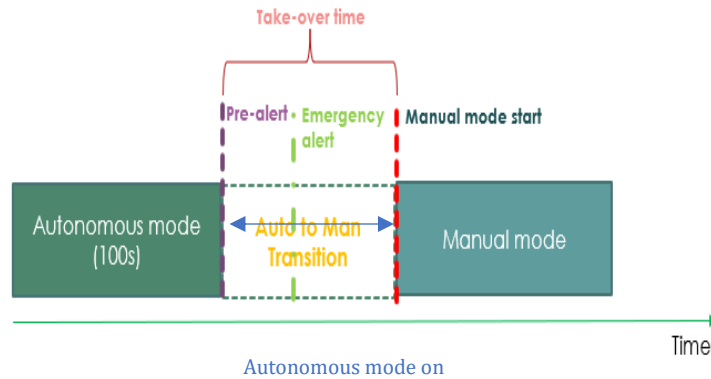 Take-over time
Pre-alert
Emergency
alert
Manual mode start
Autonomous mode
(100s)
Auto to Man
Transition
Manual mode
Time
Autonomous mode on